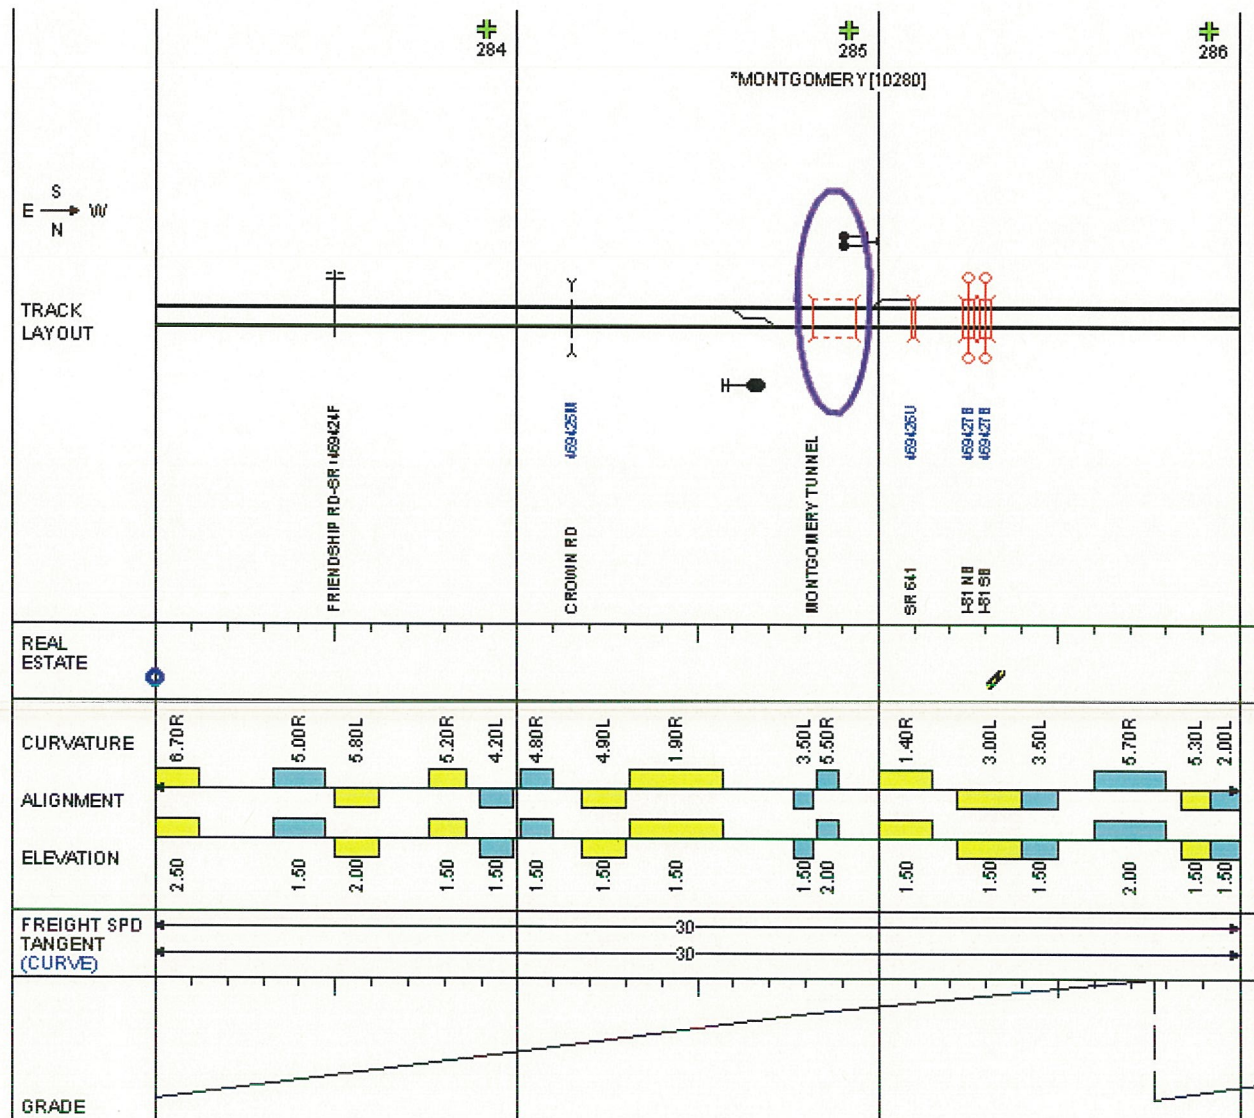 284
285
286
*MONTGOMERY[10280]
S
E W
N
TRACK
LAYOUT
FRIENDSHIP RD-SR
469424F
CROWN RD
469425M
MONTGOMERY TUNNEL
SR 641
469426U
I-81 NB
469427B
I-81 SB
469427B
REAL
ESTATE
CURVATURE
6.70R 5.00R 5.80L 5.20R 4.20L 4.80R 4.90L 1.90R 3.50L 5.50R 1.40R 3.00L 3.50L 5.70R 5.30L 2.00L
ALIGNMENT
ELEVATION
2.50 1.50 2.00 1.50 1.50 1.50 1.50 1.50 1.50 2.00 1.50 1.50 1.50 2.00 1.50 1.50
FREIGHT SPD
TANGENT
(CURVE)
30
30
GRADE